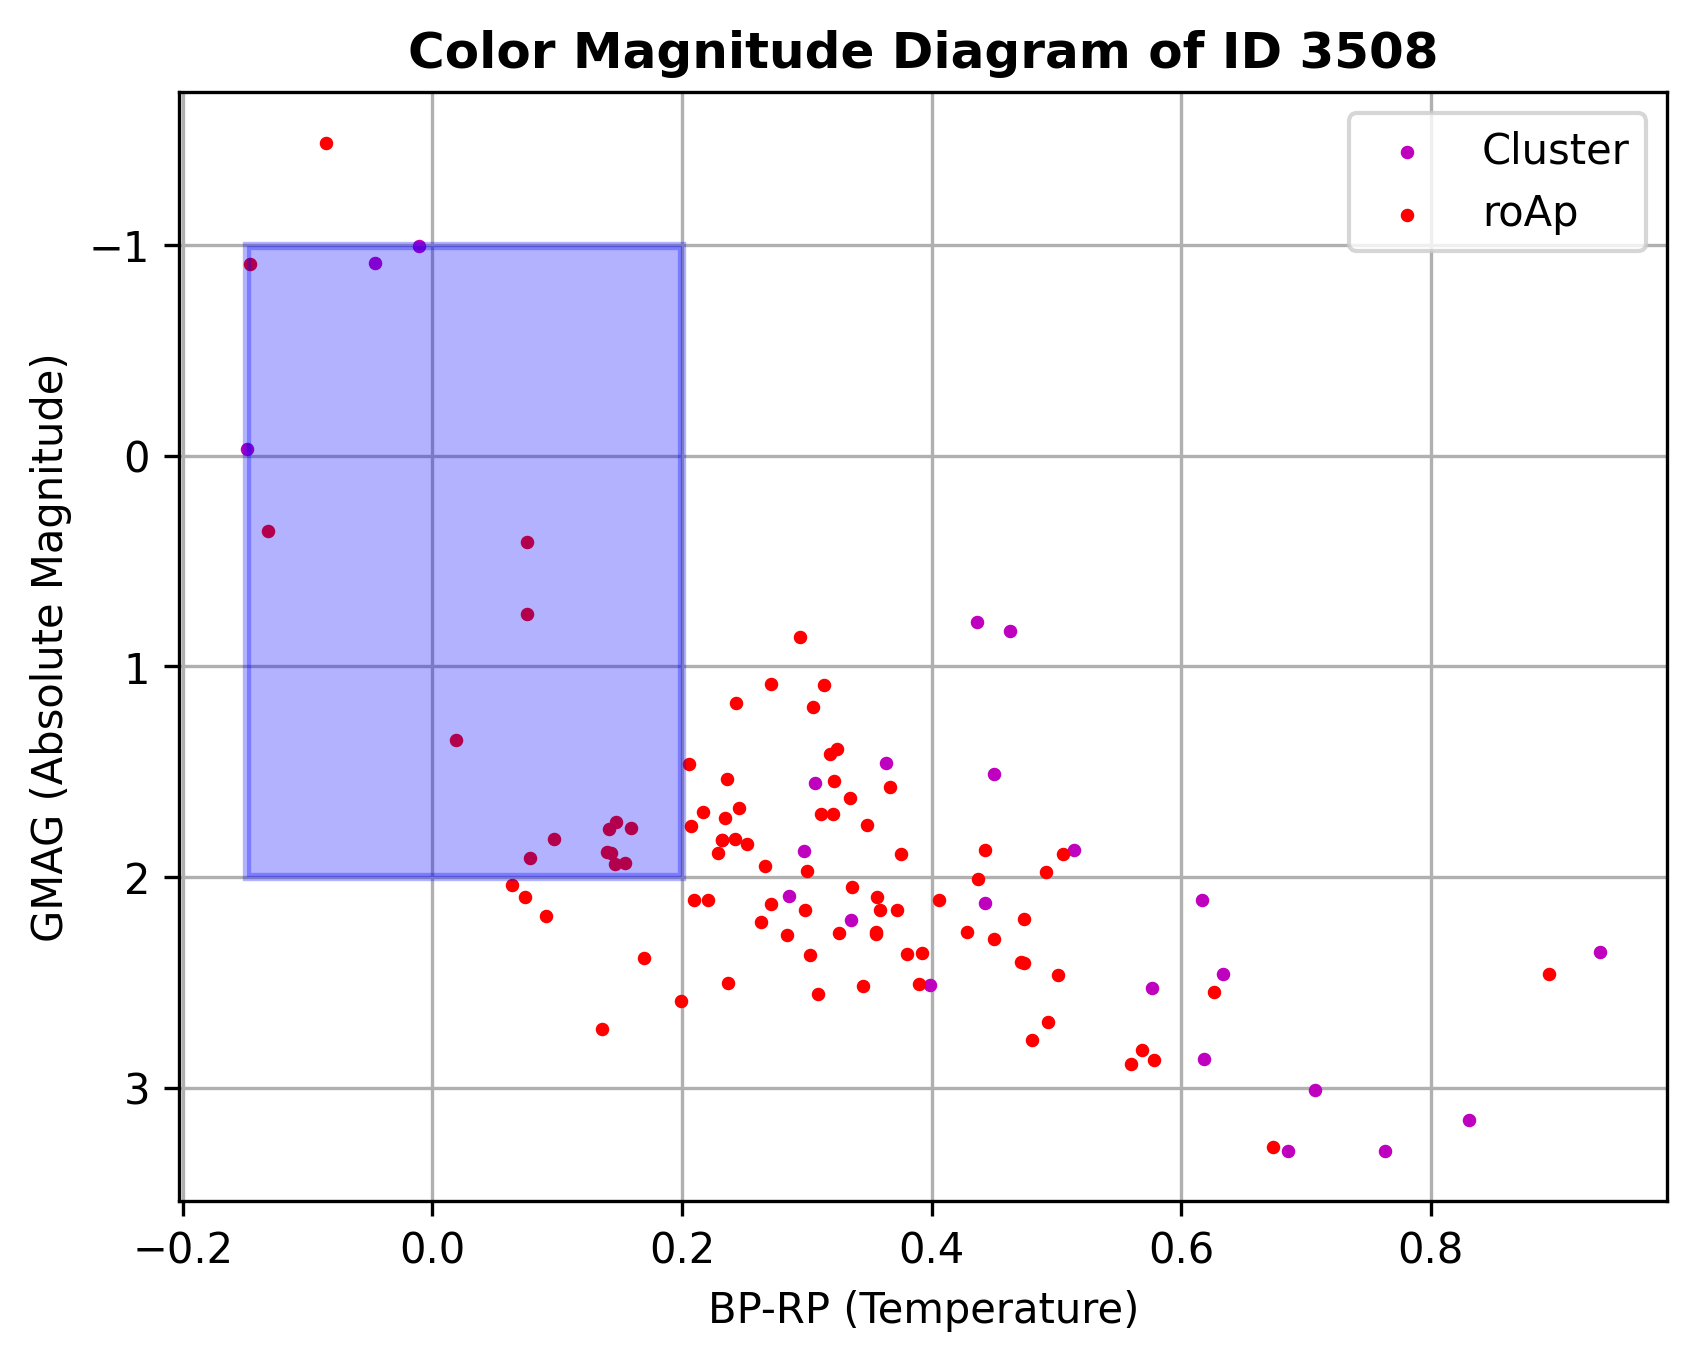 Color Magnitude Diagram of ID 3508
Cluster
roAp
GMAG (Absolute Magnitude)
−1
0
1
2
3
−0.2
0.0
0.2
0.4
0.6
0.8
BP-RP (Temperature)